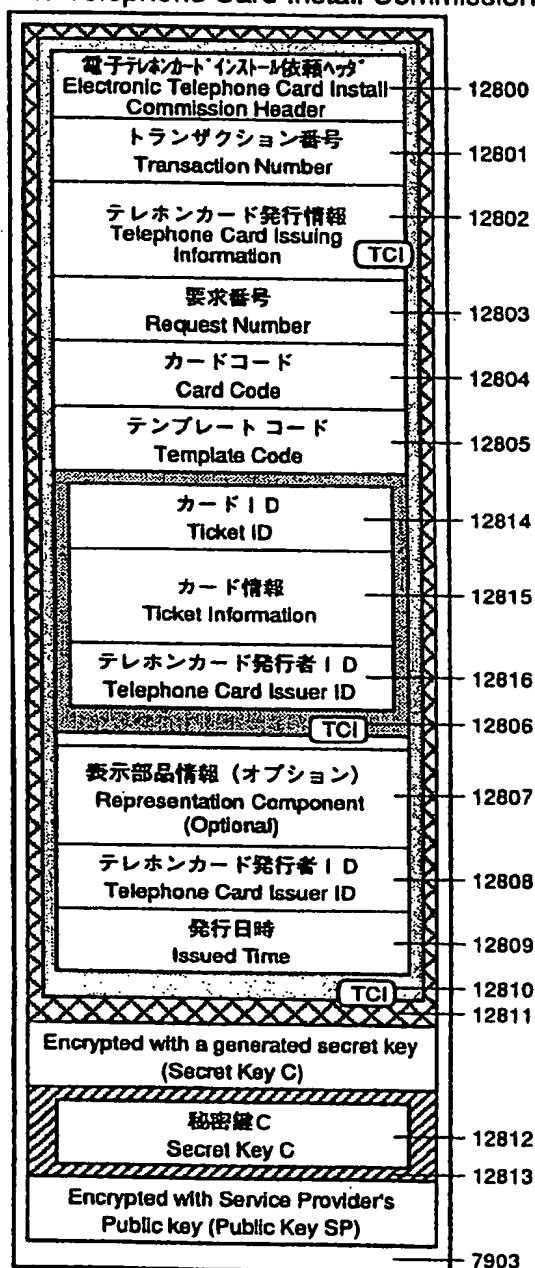 Telephone Card Install Commission
電子テレホンカード インストール依頼ヘッダ
Electronic Telephone Card Install
Commission Header
12800
トランザクション番号
Transaction Number
12801
テレホンカード発行情報
Telephone Card Issuing
Information
TCI
12802
要求番号
Request Number
12803
カードコード
Card Code
12804
テンプレート コード
Template Code
12805
カードID
Ticket ID
12814
カード情報
Ticket Information
12815
テレホンカード発行者ID
Telephone Card Issuer ID
12816
TCI
12806
表示部品情報（オプション）
Representation Component
(Optional)
12807
テレホンカード発行者ID
Telephone Card Issuer ID
12808
発行日時
Issued Time
12809
TCI
12810
12811
Encrypted with a generated secret key
(Secret Key C)
秘密鍵C
Secret Key C
12812
12813
Encrypted with Service Provider's
Public key (Public Key SP)
7903